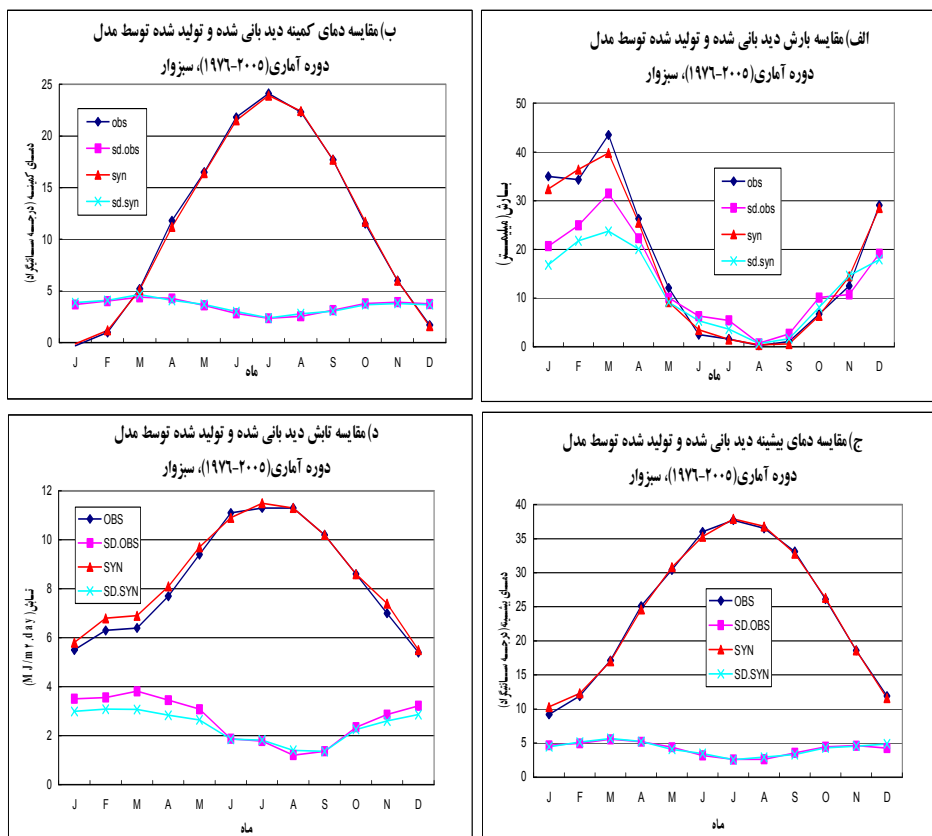 الف) مقایسه بارش دید بانی شده و تولید شده توسط مدل
دوره آماری(۲۰۰۵-۱۹۷۶)، سبزوار
50
40
30
20
10
0
بارش( میلیمتر)
obs
sd.obs
syn
sd.syn
J F M A M J J A S O N D
ماه
ب) مقایسه دمای کمینه دید بانی شده و تولید شده توسط مدل
دوره آماری(۲۰۰۵-۱۹۷۶)، سبزوار
25
20
15
10
5
0
دمای کمینه (درجه سانتیگراد)
obs
sd.obs
syn
sd.syn
J F M A M J J A S O N D
ماه
ج) مقایسه دمای بیشینه دید بانی شده و تولید شده توسط مدل
دوره آماری(۲۰۰۵-۱۹۷۶)، سبزوار
40
35
30
25
20
15
10
5
0
دمای بیشینه(درجه سانتیگراد)
OBS
SD.OBS
SYN
SD.SYN
J F M A M J J A S O N D
ماه
د) مقایسه تابش دید بانی شده و تولید شده توسط مدل
دوره آماری(۲۰۰۵-۱۹۷۶)، سبزوار
12
10
8
6
4
2
0
تابش( MJ/m۲.day)
OBS
SD.OBS
SYN
SD.SYN
J F M A M J J A S O N D
ماه